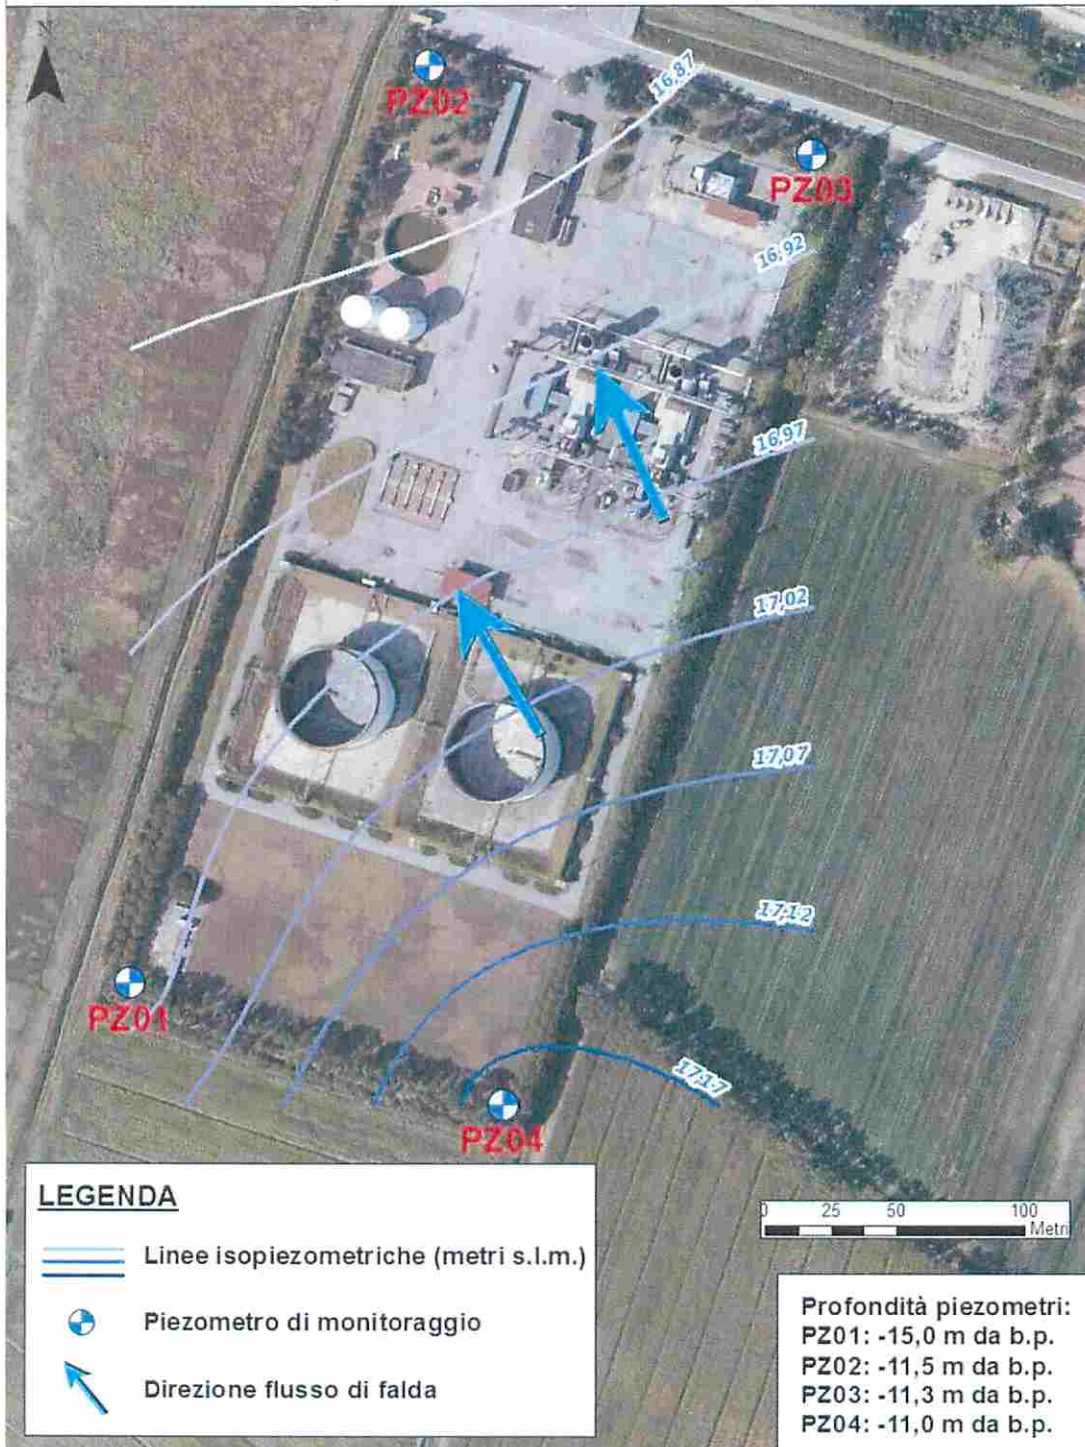 N
16,87
PZ02
PZ03
16,92
16,97
17,02
17,07
17,12
17,17
PZ01
PZ04
LEGENDA
Linee isopiezometriche (metri s.l.m.)
Piezometro di monitoraggio
Direzione flusso di falda
0 25 50 100
Metri
Profondità piezometri:
PZ01: -15,0 m da b.p.
PZ02: -11,5 m da b.p.
PZ03: -11,3 m da b.p.
PZ04: -11,0 m da b.p.